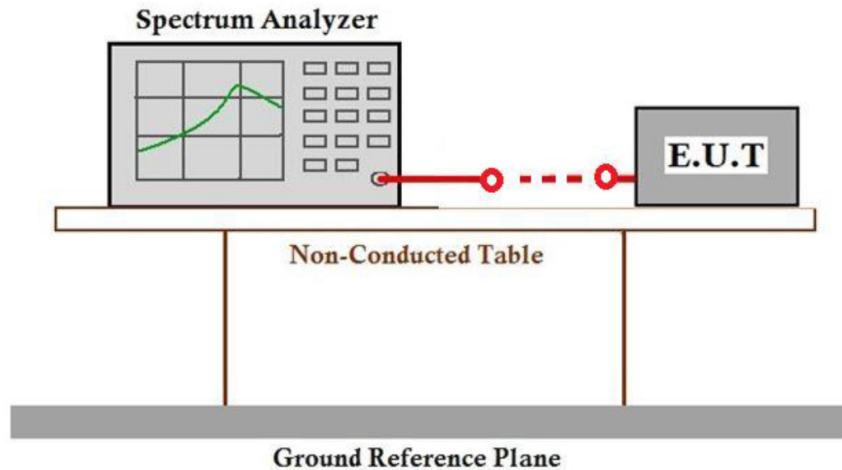 Spectrum Analyzer
E.U.T
Non-Conducted Table
Ground Reference Plane